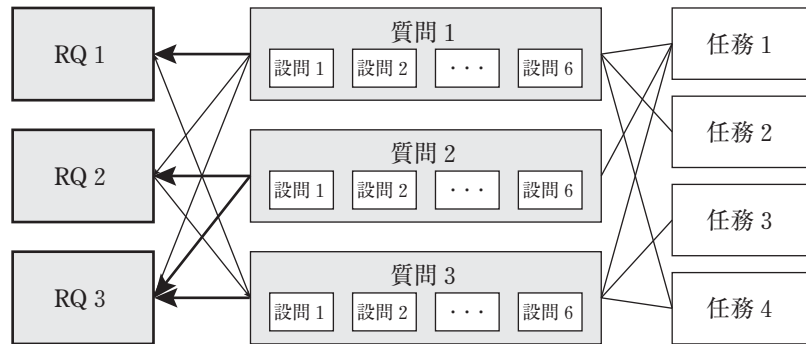 RQ 1
RQ 2
RQ 3
質問 1
設問 1 設問 2 ・・・ 設問 6
質問 2
設問 1 設問 2 ・・・ 設問 6
質問 3
設問 1 設問 2 ・・・ 設問 6
任務 1
任務 2
任務 3
任務 4